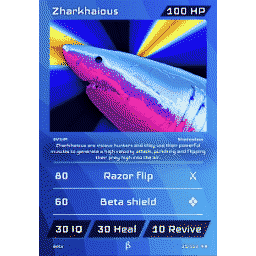 Zharkhaious
100 HP
Zharkhaious are vicious hunters and they use their powerful
muscles to generate a high velocity attack, punching and flipping
their prey high into the air.
80 Razor flip X
60 Beta shield
30 IQ 30 Heal 10 Revive
Beta β